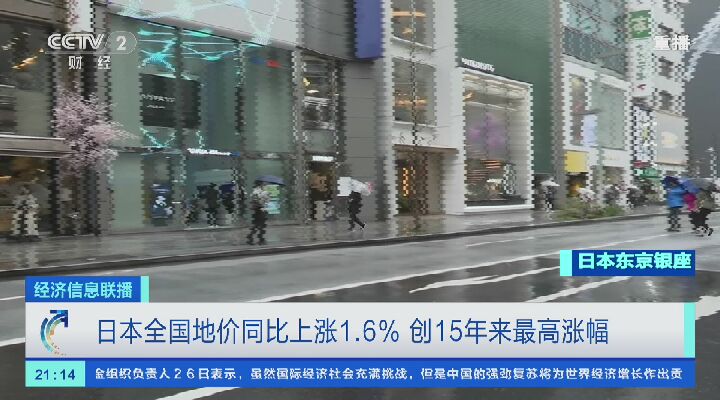 CCTV 2
财经
重播
日本东京银座
经济信息联播
日本全国地价同比上涨1.6% 创15年来最高涨幅
21:14 金组织负责人26日表示，虽然国际经济社会充满挑战，但是中国的强劲复苏将为世界经济增长作出贡